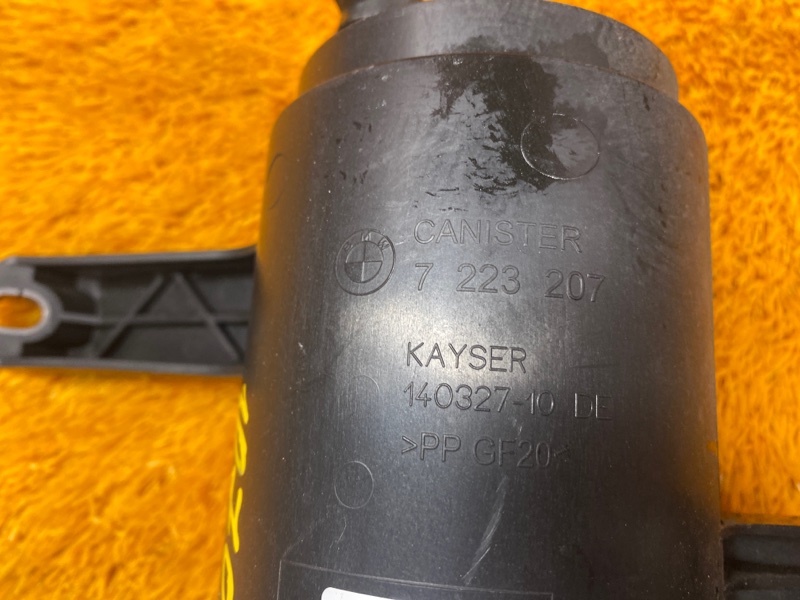 CANISTER
7 223 207
KAYSER
140327-10 DE
>PP GF20<